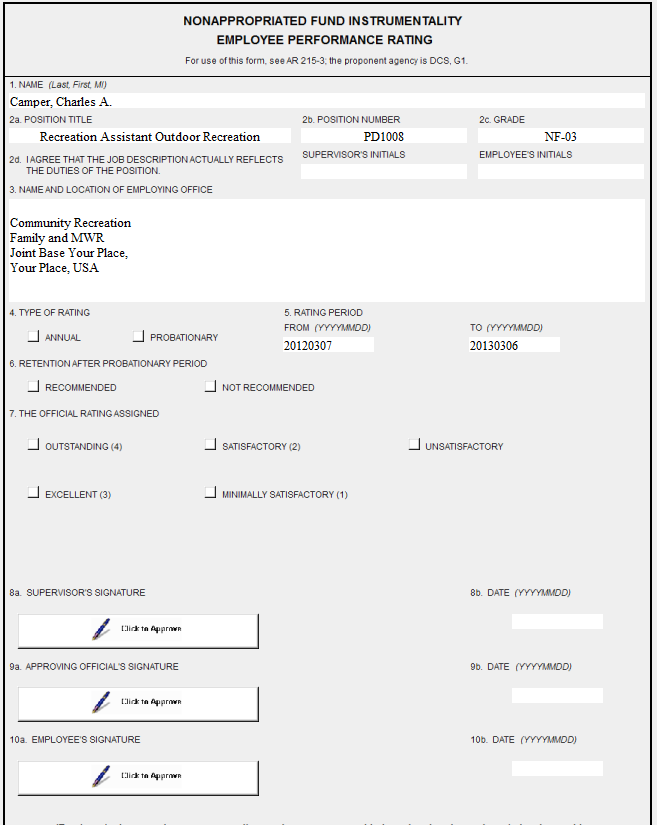 NONAPPROPRIATED FUND INSTRUMENTALITY
EMPLOYEE PERFORMANCE RATING
For use of this form, see AR 215-3; the proponent agency is DCS, G1.
1. NAME (Last, First, MI)
Camper, Charles A.
2a. POSITION TITLE 2b. POSITION NUMBER 2c. GRADE
Recreation Assistant Outdoor Recreation PD1008 NF-03
2d. I AGREE THAT THE JOB DESCRIPTION ACTUALLY REFLECTS THE DUTIES OF THE POSITION. SUPERVISOR'S INITIALS EMPLOYEE'S INITIALS
3. NAME AND LOCATION OF EMPLOYING OFFICE
Community Recreation
Family and MWR
Joint Base Your Place,
Your Place, USA
4. TYPE OF RATING 5. RATING PERIOD
FROM (YYYYMMDD) TO (YYYYMMDD)
ANNUAL PROBATIONARY
20120307 20130306
6. RETENTION AFTER PROBATIONARY PERIOD
RECOMMENDED NOT RECOMMENDED
7. THE OFFICIAL RATING ASSIGNED
OUTSTANDING (4) SATISFACTORY (2) UNSATISFACTORY
EXCELLENT (3) MINIMALLY SATISFACTORY (1)
8a. SUPERVISOR'S SIGNATURE 8b. DATE (YYYYMMDD)
Click to Approve
9a. APPROVING OFFICIAL'S SIGNATURE 9b. DATE (YYYYMMDD)
Click to Approve
10a. EMPLOYEE'S SIGNATURE 10b. DATE (YYYYMMDD)
Click to Approve